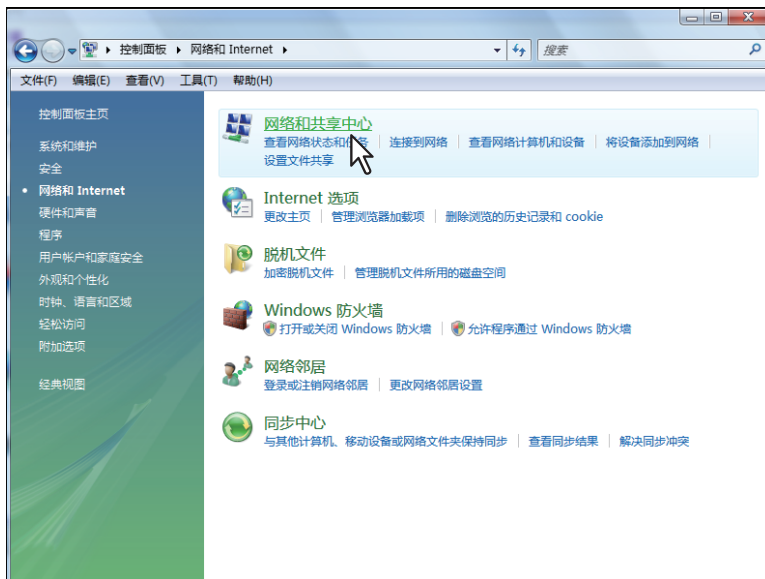 控制面板 网络和 Internet 搜索
文件(F) 编辑(E) 查看(V) 工具(T) 帮助(H)
控制面板主页
系统和维护
安全
网络和 Internet
硬件和声音
程序
用户帐户和家庭安全
外观和个性化
时钟、语言和区域
轻松访问
附加选项
经典视图
网络和共享中心
查看网络状态和任务 连接到网络 查看网络计算机和设备 将设备添加到网络
设置文件共享
Internet 选项
更改主页 管理浏览器加载项 删除浏览的历史记录和 cookie
脱机文件
加密脱机文件 管理脱机文件所用的磁盘空间
Windows 防火墙
打开或关闭 Windows 防火墙 允许程序通过 Windows 防火墙
网络邻居
登录或注销网络邻居 更改网络邻居设置
同步中心
与其他计算机、移动设备或网络文件夹保持同步 查看同步结果 解决同步冲突